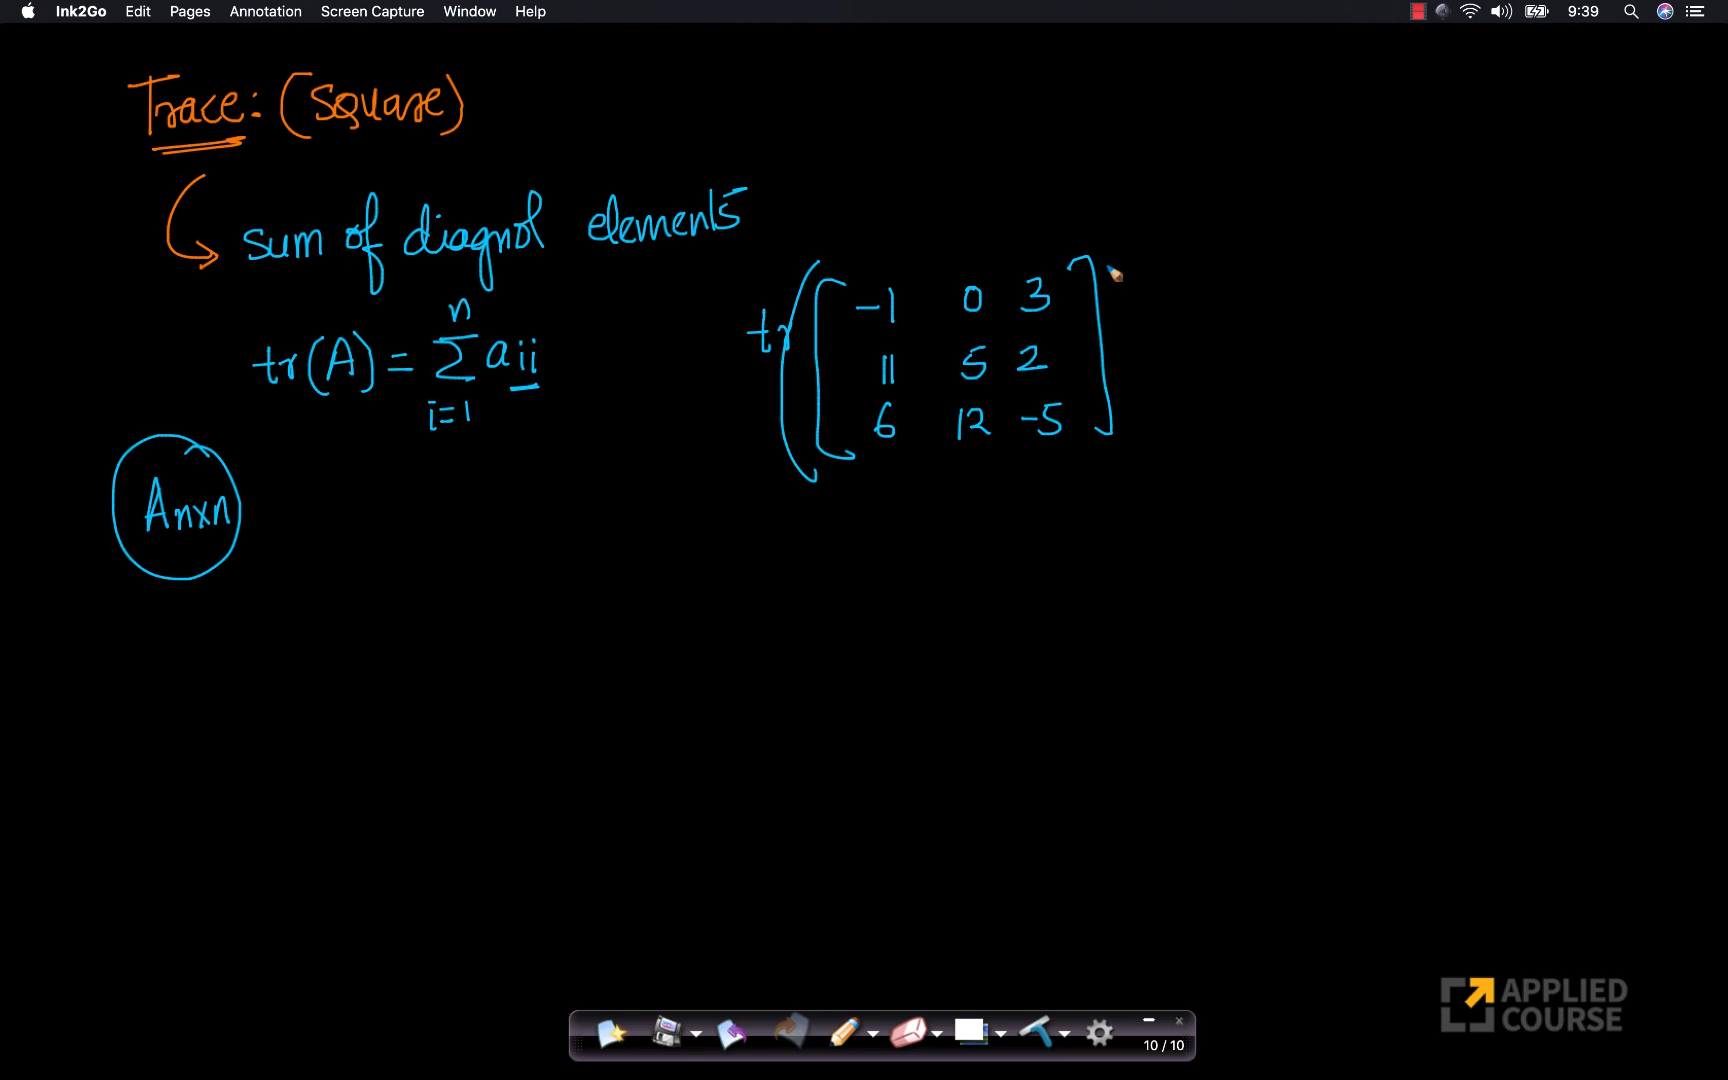 Ink2Go Edit Pages Annotation Screen Capture Window Help 9:39
Trace: (square)
sum of diagnol elements
tr(A) = n∑i=1 aii
tr([-1 0 3
11 5 2
6 12 -5]
Anxn
10 / 10
APPLIED
COURSE